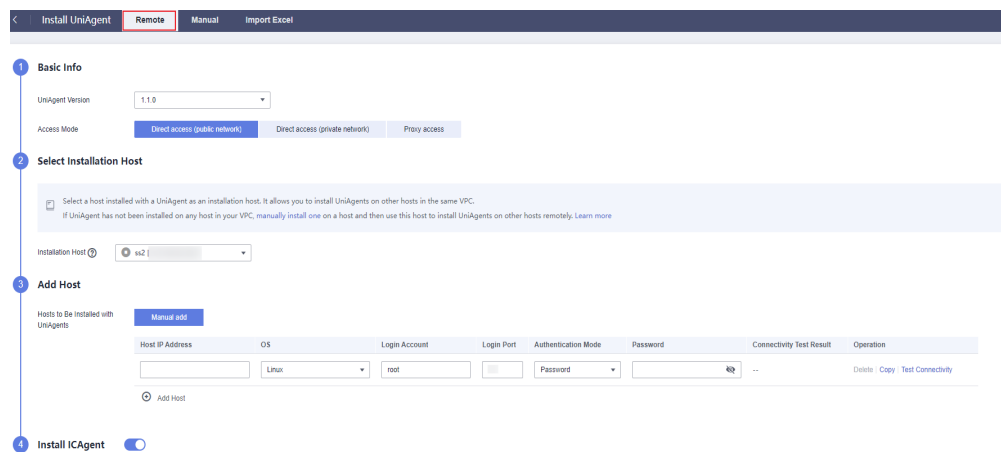 Install UniAgent Remote Manual Import Excel
1 Basic Info
UniAgent Version 1.1.0
Access Mode Direct access (public network) Direct access (private network) Proxy access
2 Select Installation Host
Select a host installed with a UniAgent as an installation host. It allows you to install UniAgents on other hosts in the same VPC.
If UniAgent has not been installed on any host in your VPC, manually install one on a host and then use this host to install UniAgents on other hosts remotely. Learn more
Installation Host ss2 |
3 Add Host
Hosts to Be Installed with
UniAgents
Manual add
Host IP Address OS Login Account Login Port Authentication Mode Password Connectivity Test Result Operation
Linux root Password -- Delete | Copy | Test Connectivity
Add Host
4 Install ICAgent